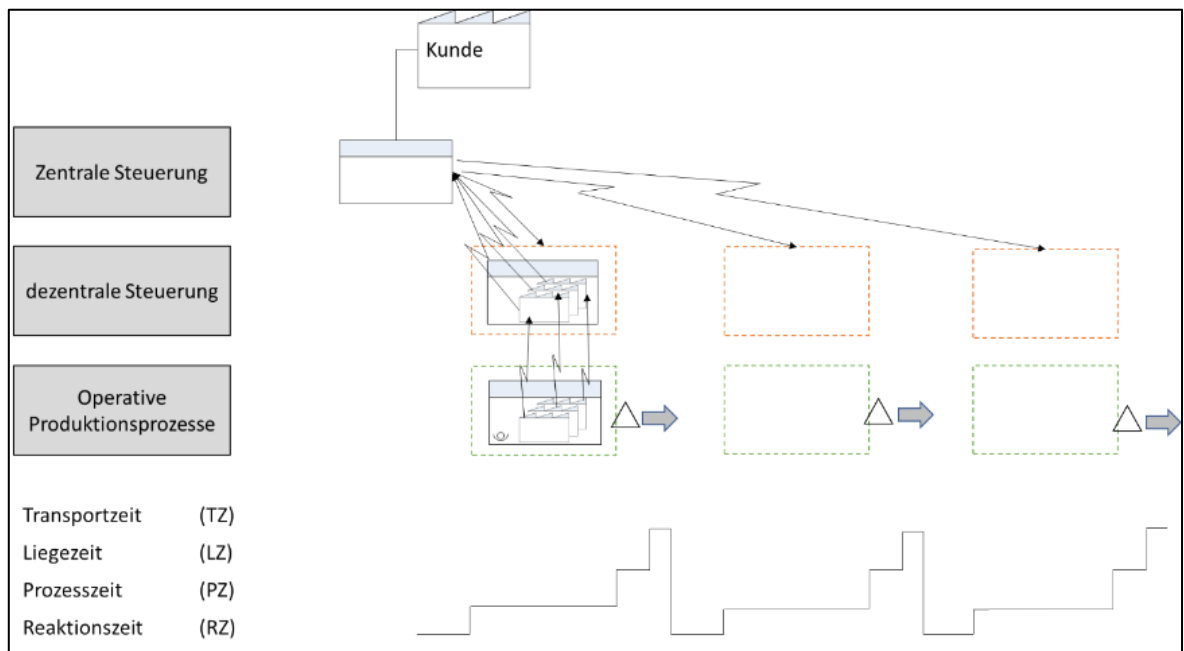 Kunde
Zentrale Steuerung
dezentrale Steuerung
Operative
Produktionsprozesse
Transportzeit (TZ)
Liegezeit (LZ)
Prozesszeit (PZ)
Reaktionszeit (RZ)